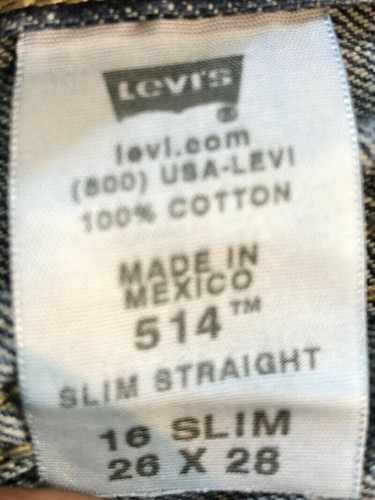 LEVI'S
®
levi.com
(800) USA-LEVI
100% COTTON
MADE IN
MEXICO
514™
SLIM STRAIGHT
16 SLIM
26 X 28